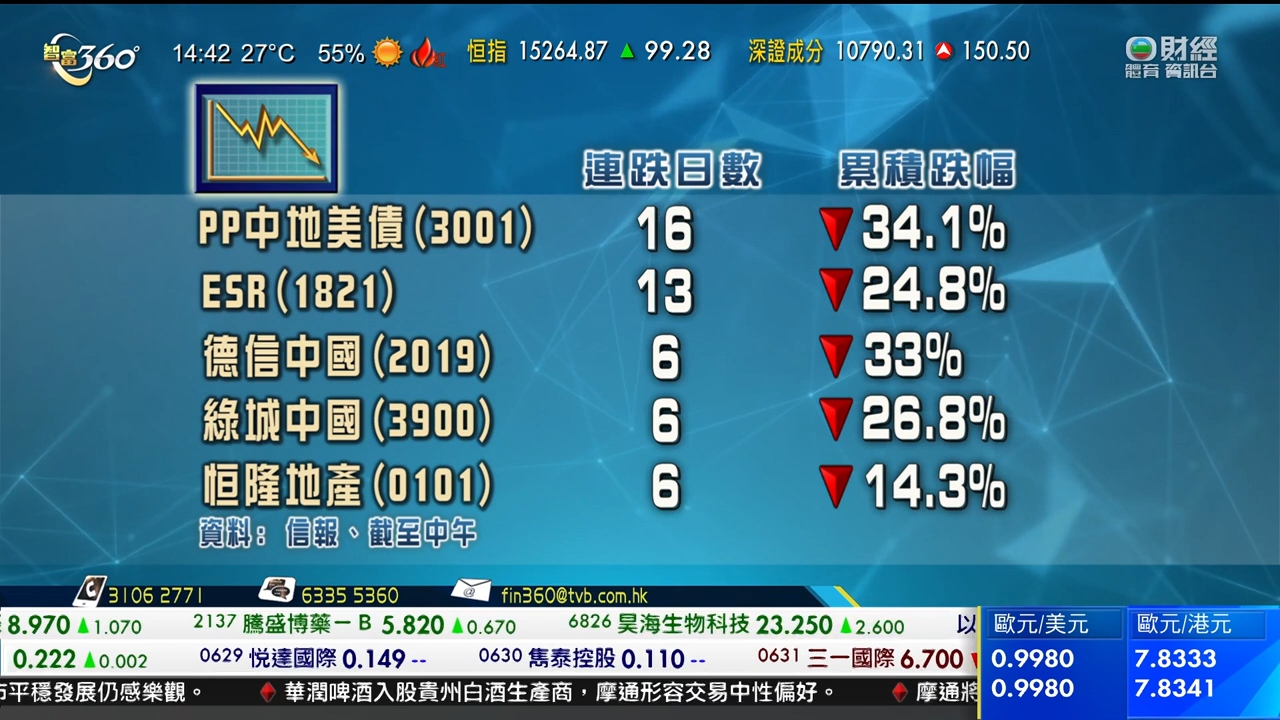 智富360°
14:42 27°C 55% 恒指 15264.87 ▲ 99.28 深證成分 10790.31 ▲ 150.50
財經
體育 資訊台
連跌日數 累積跌幅
PP中地美債(3001) 16 ▼34.1%
ESR(1821) 13 ▼24.8%
德信中國(2019) 6 ▼33%
綠城中國(3900) 6 ▼26.8%
恒隆地產(0101) 6 ▼14.3%
資料：信報、截至中午
3106 2771 6335 5360 fin360@tvb.com.hk
8.970 ▲1.070 2137 騰盛博藥－B 5.820 ▲0.670 6826 昊海生物科技 23.250 ▲2.600 以
0.222 ▲0.002 0629 悅達國際 0.149 -- 0630 雋泰控股 0.110 -- 0631 三一國際 6.700 ▼
市平穩發展仍感樂觀。 ♦ 華潤啤酒入股貴州白酒生產商，摩通形容交易中性偏好。 ♦ 摩通將
歐元/美元 歐元/港元
0.9980 7.8333
0.9980 7.8341